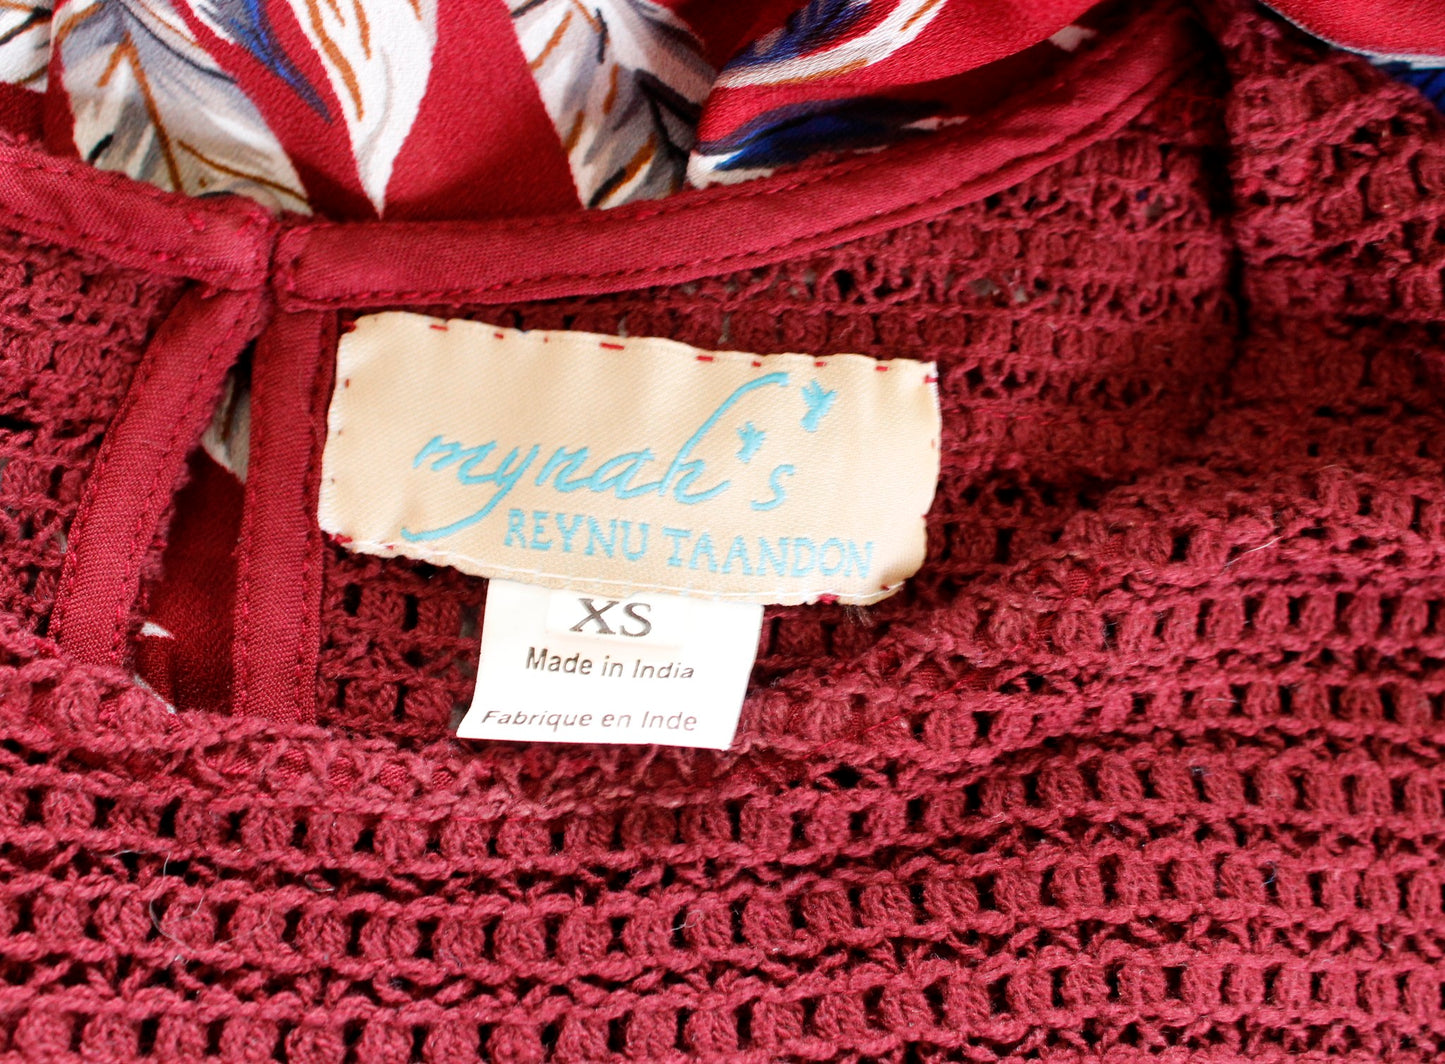 mynah's
REYNU TAANDON
XS
Made in India
Fabrique en Inde